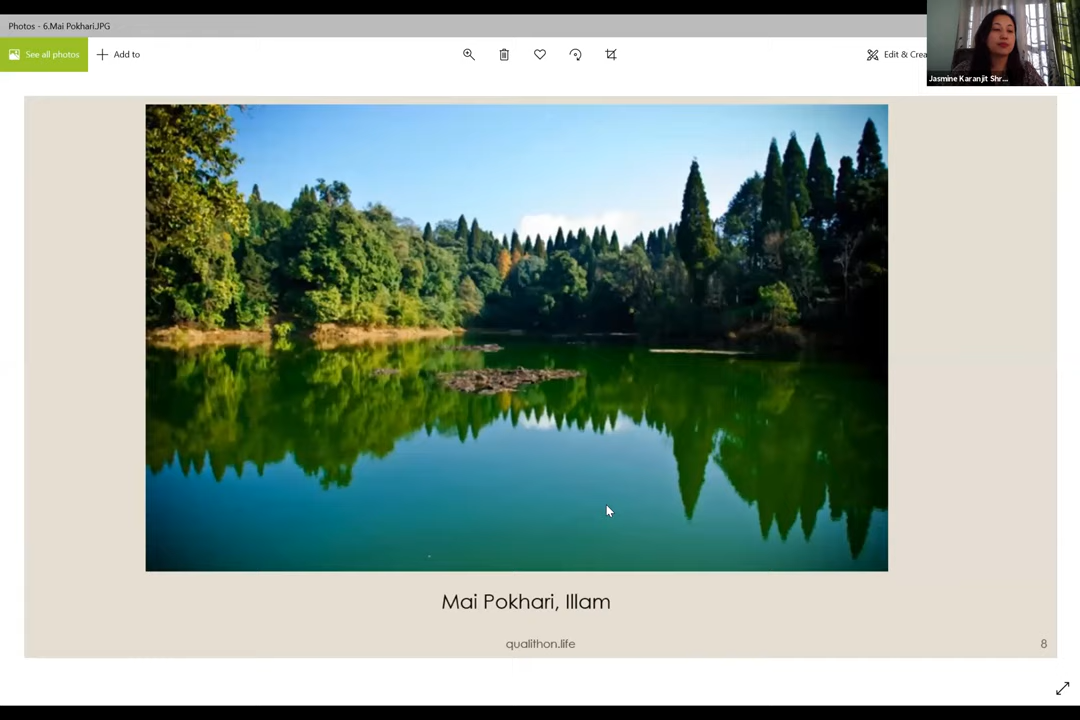 Photos - 6.Mai Pokhari.JPG
See all photos
Add to
Edit & Crea
Jasmine Karanjit Shr...
Mai Pokhari, Illam
qualithon.life
8